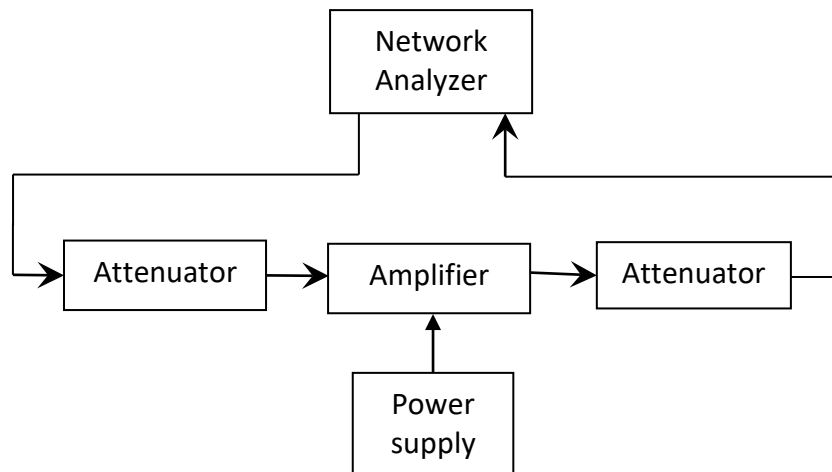 Network
Analyzer
Attenuator
Amplifier
Attenuator
Power
supply